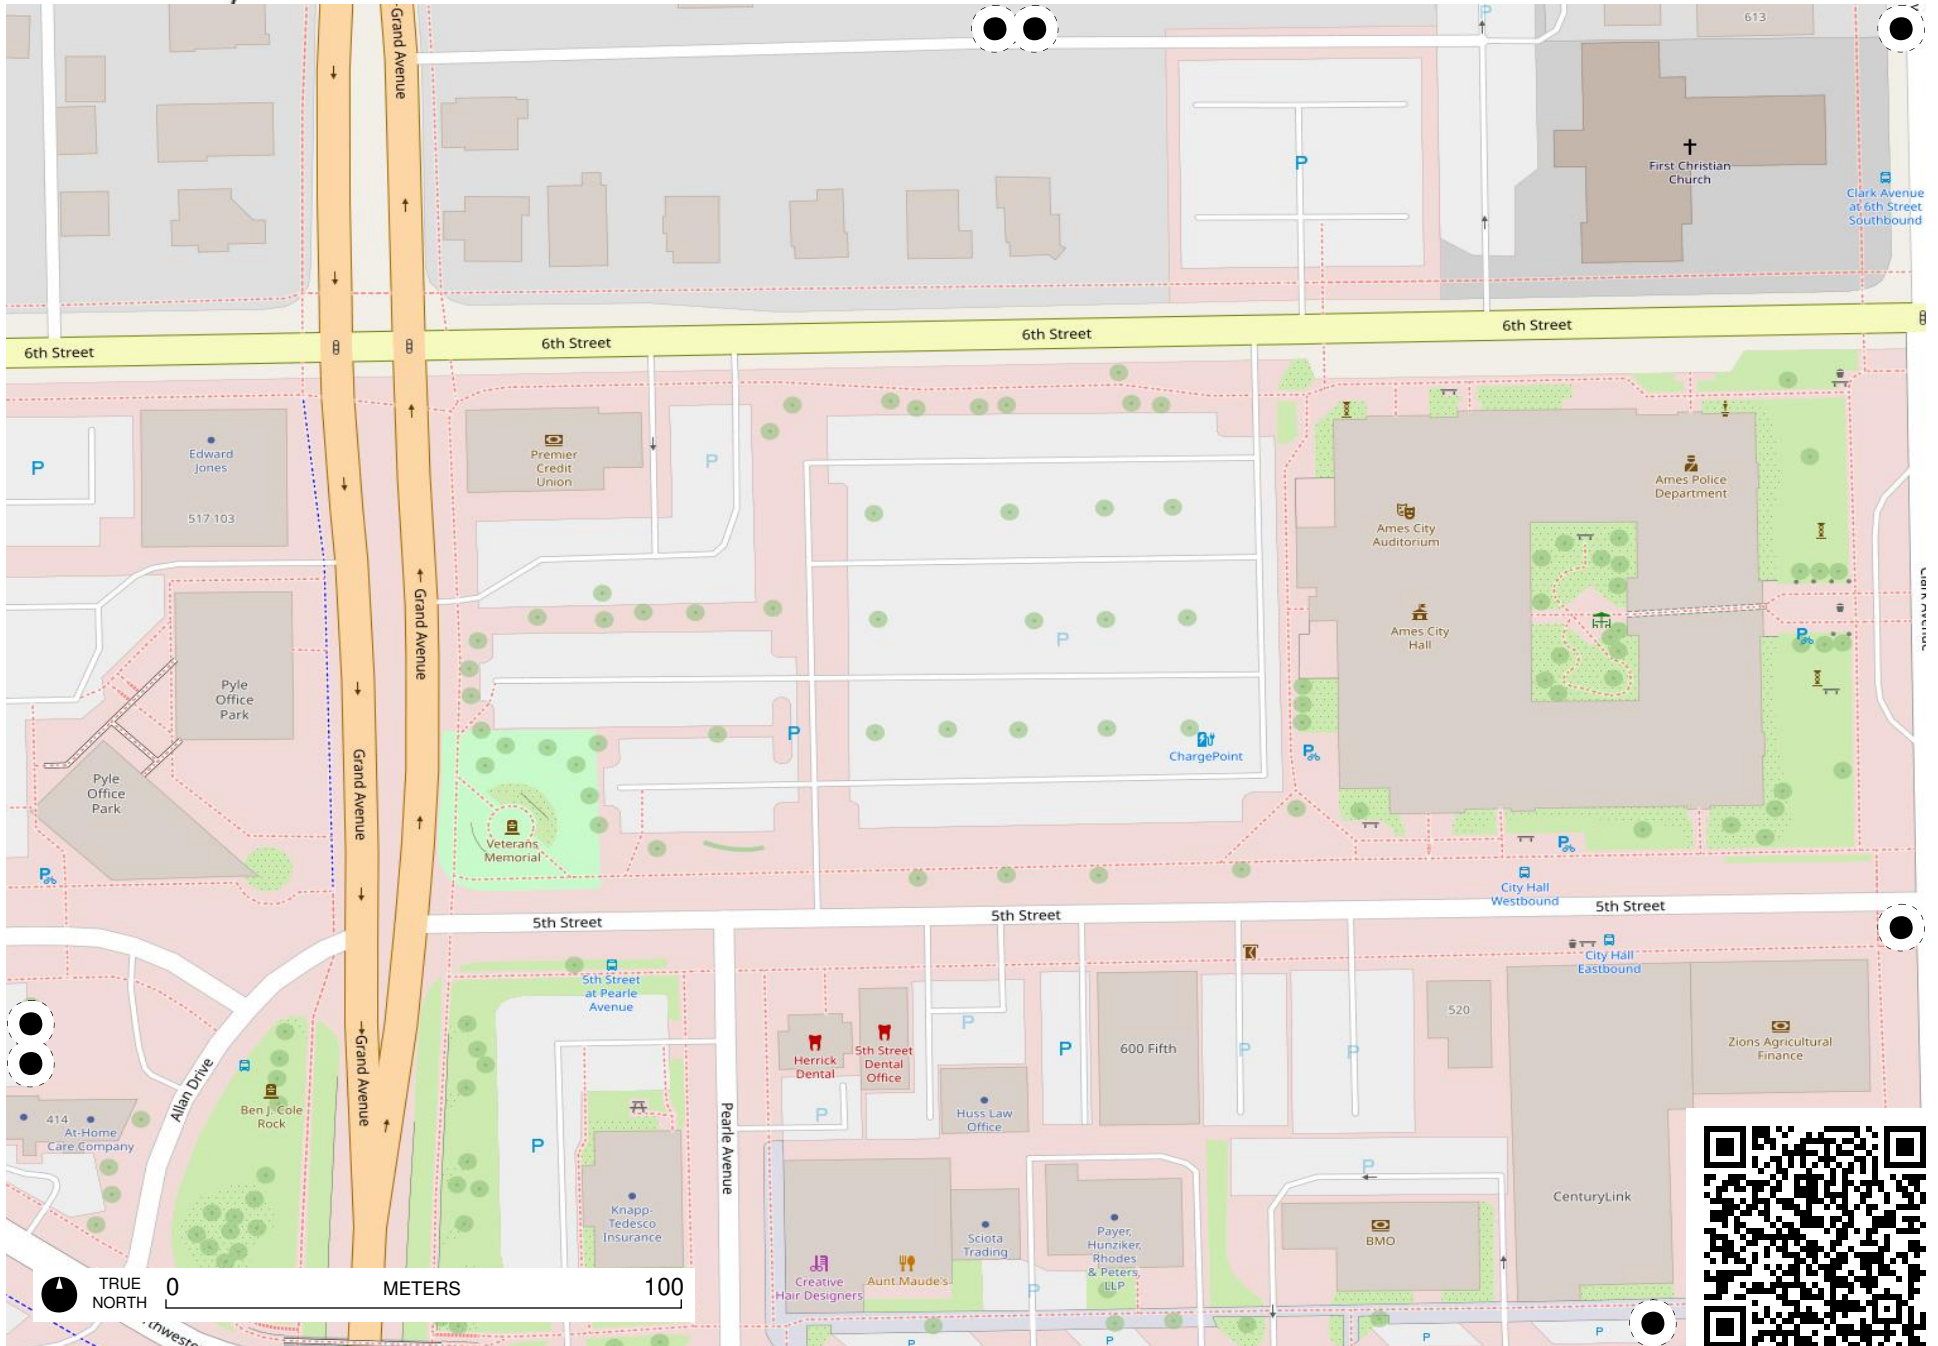 Grand Avenue
P
613
First Christian
Church
P
Clark Avenue
at 6th Street
Southbound
6th Street
6th Street
6th Street
6th Street
Edward
Jones
517 103
P
Premier
Credit
Union
P
Ames Police
Department
Ames City
Auditorium
Ames City
Hall
P
P
Grand Avenue
Pyle
Office
Park
Pyle
Office
Park
Grand Avenue
P
P
ChargePoint
P
Veterans
Memorial
P
P
City Hall
Westbound
5th Street
5th Street
5th Street
City Hall
Eastbound
5th Street
at Pearle
Avenue
Grand Avenue
Allan Drive
Ben J. Cole
Rock
414
At-Home
Care Company
P
Pearle Avenue
Herrick
Dental
5th Street
Dental
Office
P
P
P
Huss Law
Office
600 Fifth
P
P
520
Zions Agricultural
Finance
Knapp-
Tedesco
Insurance
Creative
Hair Designers
Aunt Maude's
Sciota
Trading
Payer,
Hunziker,
Rhodes
& Peters,
LLP
P
P
BMO
CenturyLink
P
P
P
P
TRUE
NORTH
0 METERS 100